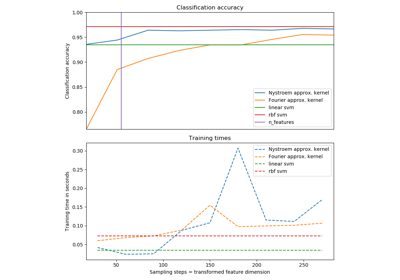 Classification accuracy
1.00
0.95
0.90
0.85
0.80
Classification accuracy
Nystroem approx. kernel
Fourier approx. kernel
linear svm
rbf svm
n_features
Training times
0.30
0.25
0.20
0.15
0.10
0.05
Training time in seconds
Nystroem approx. kernel
Fourier approx. kernel
linear svm
rbf svm
50
100
150
200
250
Sampling steps = transformed feature dimension